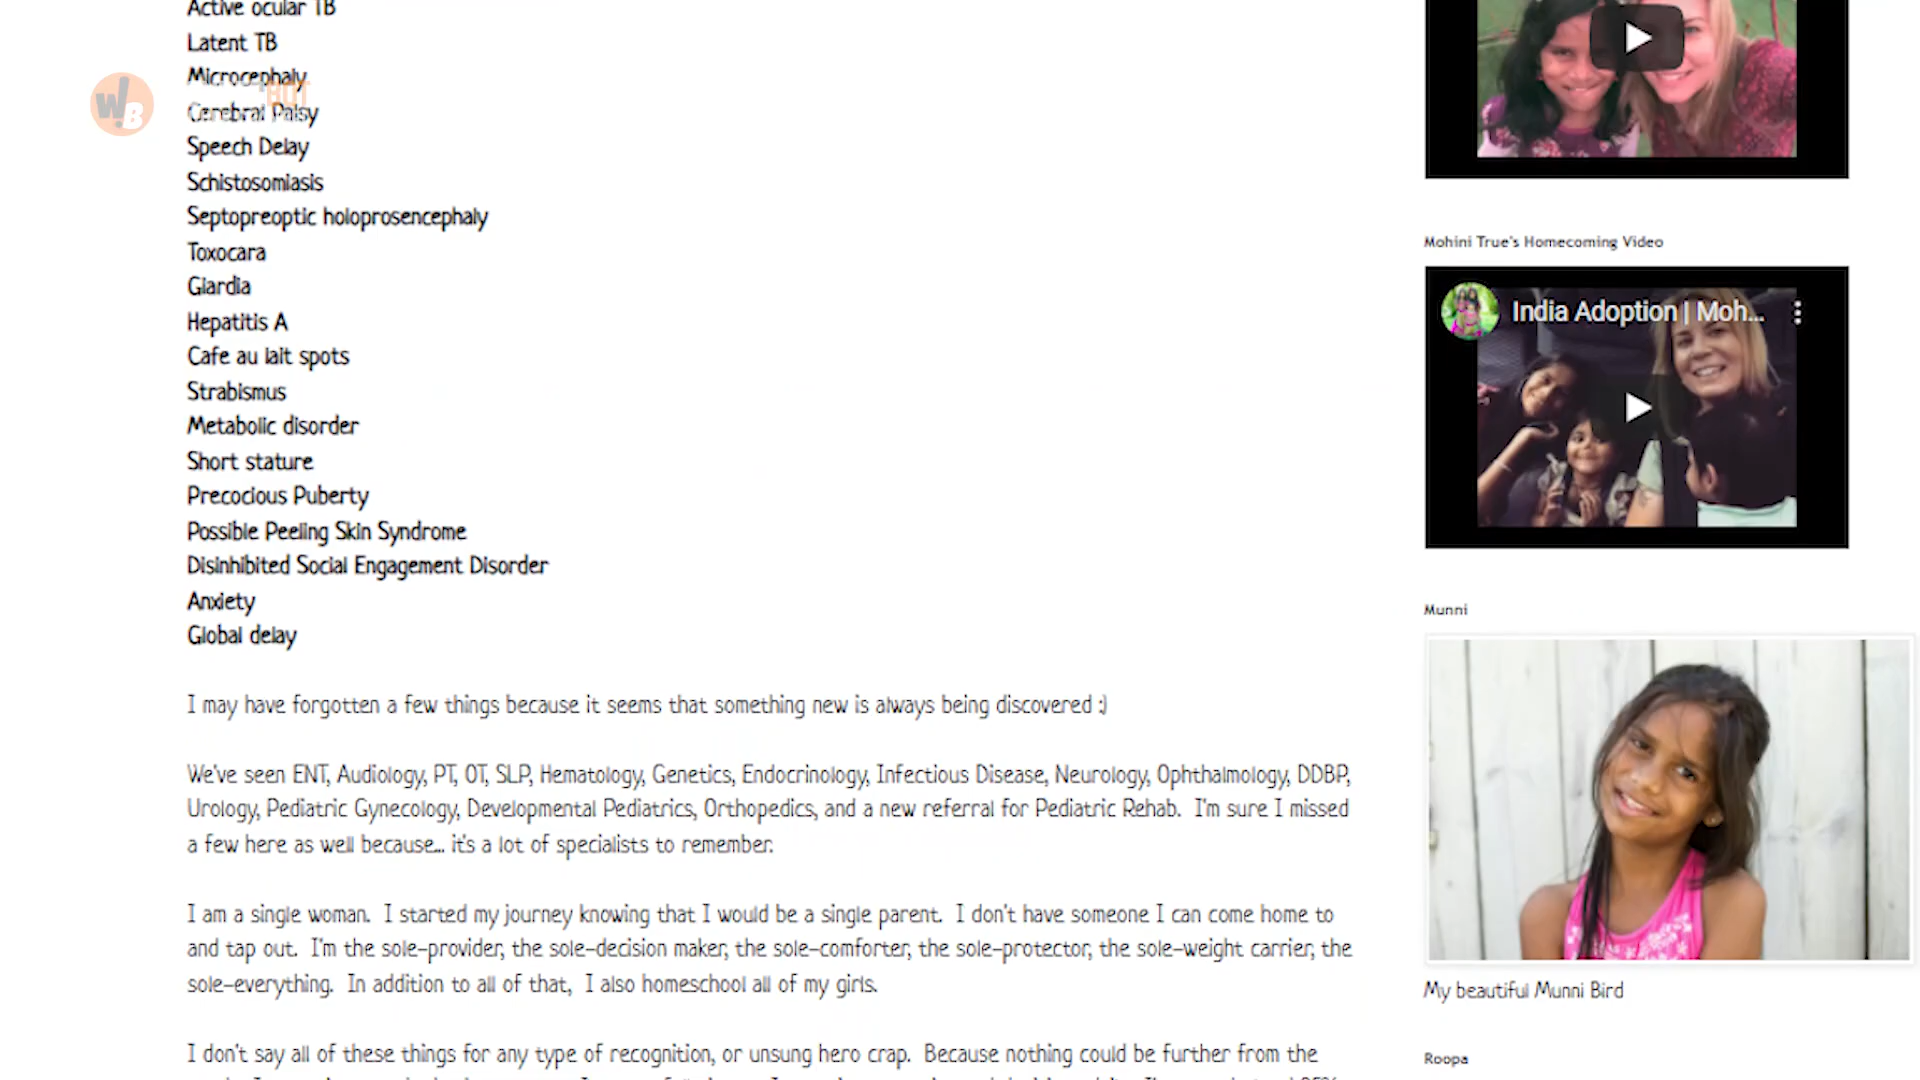 Active ocular TB
Latent TB
Microcephaly
Cerebral Palsy
Speech Delay
Schistosomiasis
Septopreoptic holoprosencephaly
Toxocara
Giardia
Hepatitis A
Cafe au lait spots
Strabismus
Metabolic disorder
Short stature
Precocious Puberty
Possible Peeling Skin Syndrome
Disinhibited Social Engagement Disorder
Anxiety
Global delay
I may have forgotten a few things because it seems that something new is always being discovered :)
We've seen ENT, Audiology, PT, OT, SLP, Hematology, Genetics, Endocrinology, Infectious Disease, Neurology, Ophthalmology, DDBP,
Urology, Pediatric Gynecology, Developmental Pediatrics, Orthopedics, and a new referral for Pediatric Rehab. I'm sure I missed
a few here as well because... it's a lot of specialists to remember.
I am a single woman. I started my journey knowing that I would be a single parent. I don't have someone I can come home to
and tap out. I'm the sole-provider, the sole-decision maker, the sole-comforter, the sole-protector, the sole-weight carrier, the
sole-everything. In addition to all of that, I also homeschool all of my girls.
I don't say all of these things for any type of recognition, or unsung hero crap. Because nothing could be further from the
W!B
BOT
Mohini True's Homecoming Video
India Adoption | Moh...
Munni
My beautiful Munni Bird
Roopa